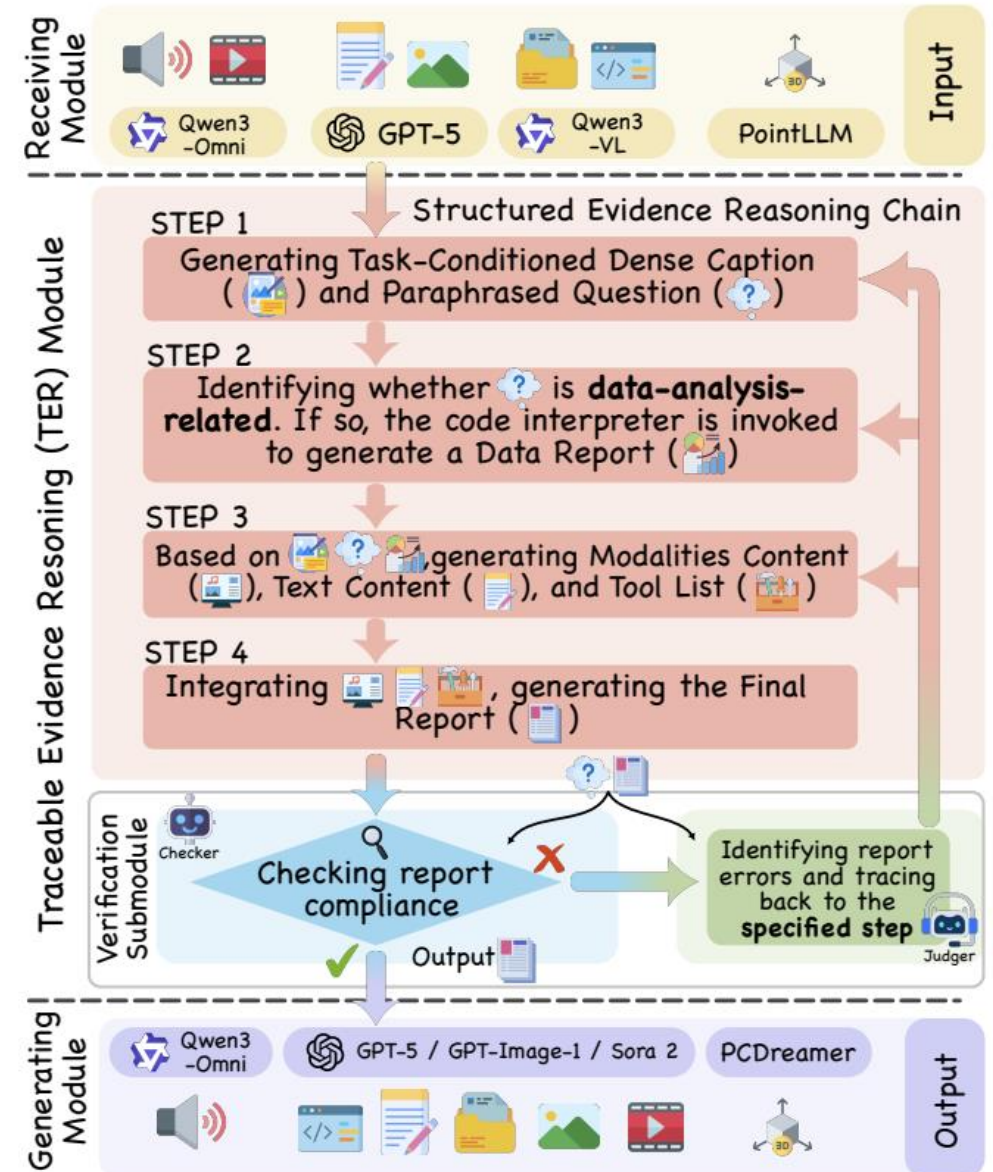 Receiving
Module
Qwen3
-Omni
GPT-5
Qwen3
-VL
3D
PointLLM
Input
Traceable Evidence Resoning (TER) Module
Structured Evidence Reasoning Chain
STEP 1
Generating Task-Conditioned Dense Caption
( ) and Paraphrased Question ( ? )
STEP 2
Identifying whether ? is data-analysis-
related. If so, the code interpreter is invoked
to generate a Data Report ( )
STEP 3
Based on ? ,generating Modalities Content
( ), Text Content ( ), and Tool List ( )
STEP 4
Integrating , generating the Final
Report ( )
Verification
Submodule
Checker
?
Checking report
compliance
Output
Identifying report
errors and tracing
back to the
specified step
Judger
Generating
Module
Qwen3
-Omni
GPT-5 / GPT-Image-1 / Sora 2
PCDreamer
</>
3D
Output